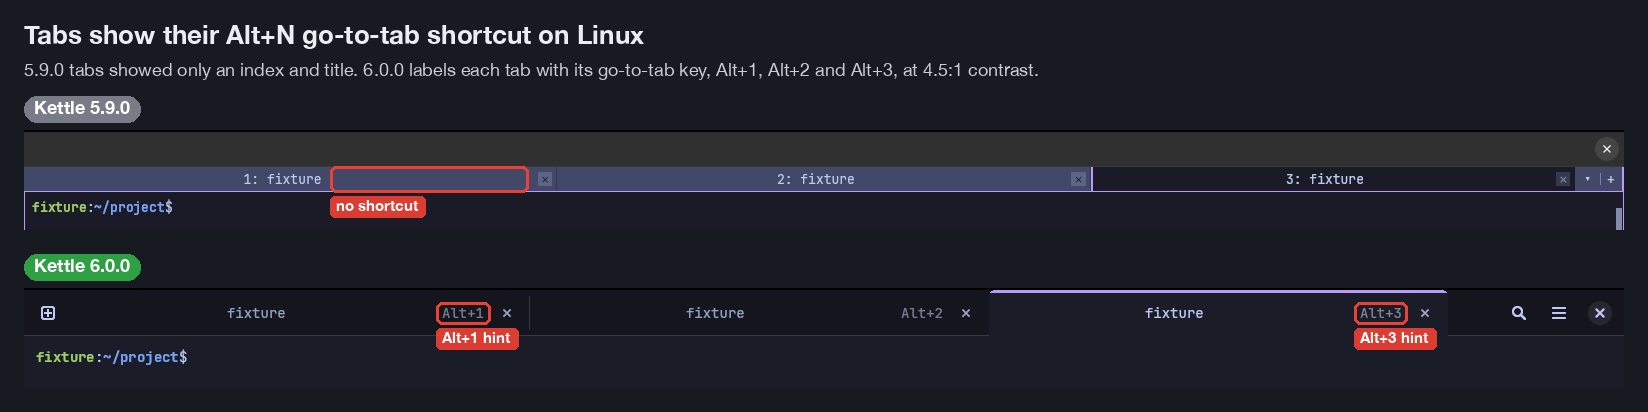 Tabs show their Alt+N go-to-tab shortcut on Linux
5.9.0 tabs showed only an index and title. 6.0.0 labels each tab with its go-to-tab key, Alt+1, Alt+2 and Alt+3, at 4.5:1 contrast.
Kettle 5.9.0
1: fixture 2: fixture 3: fixture
no shortcut
fixture:~/project$
Kettle 6.0.0
fixture Alt+1 fixture Alt+2 fixture Alt+3
Alt+1 hint Alt+3 hint
fixture:~/project$